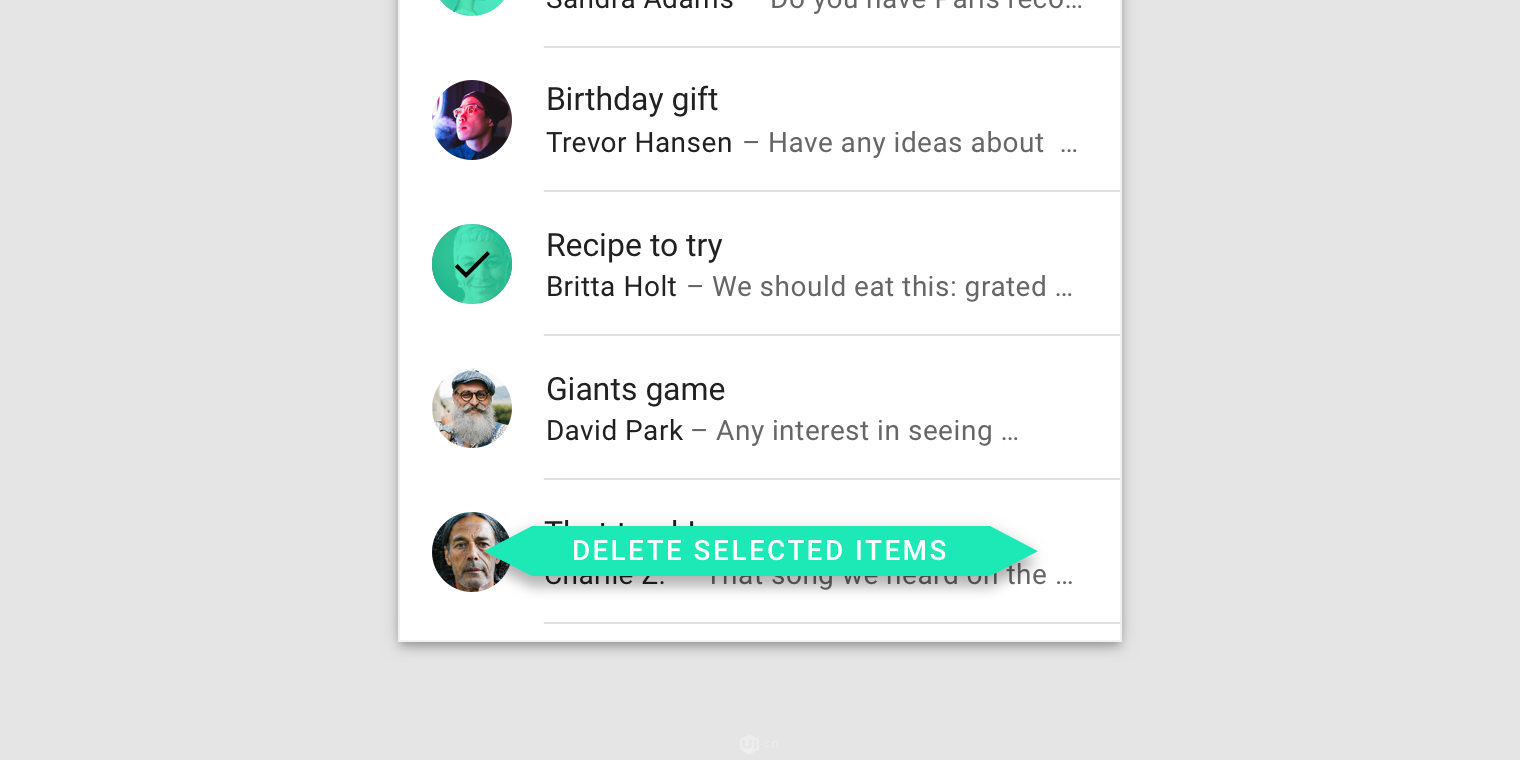 Sandra Adams – Do you have Paris reco…
Birthday gift
Trevor Hansen – Have any ideas about …
Recipe to try
Britta Holt – We should eat this: grated …
Giants game
David Park – Any interest in seeing …
DELETE SELECTED ITEMS
Charlie Z. – That song we heard on the …